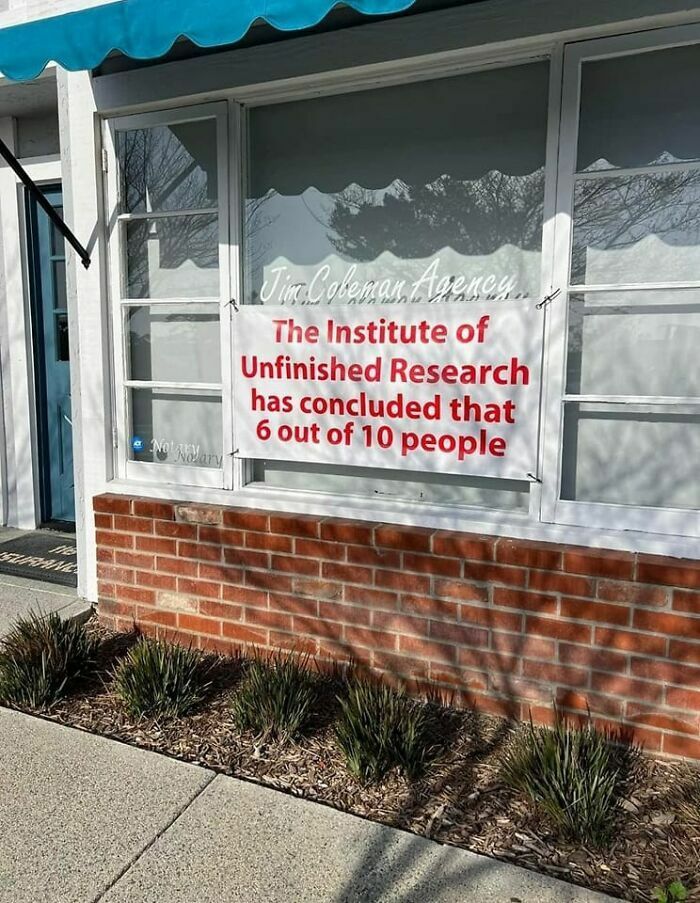 Jim Coleman Agency
The Institute of
Unfinished Research
has concluded that
6 out of 10 people
Notary